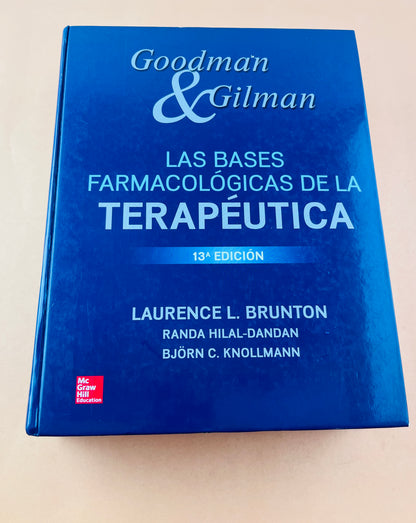 Goodman
& Gilman
LAS BASES
FARMACOLÓGICAS DE LA
TERAPÉUTICA
13ᴬ EDICIÓN
LAURENCE L. BRUNTON
RANDA HILAL-DANDAN
BJÖRN C. KNOLLMANN
Mc
Graw
Hill
Education